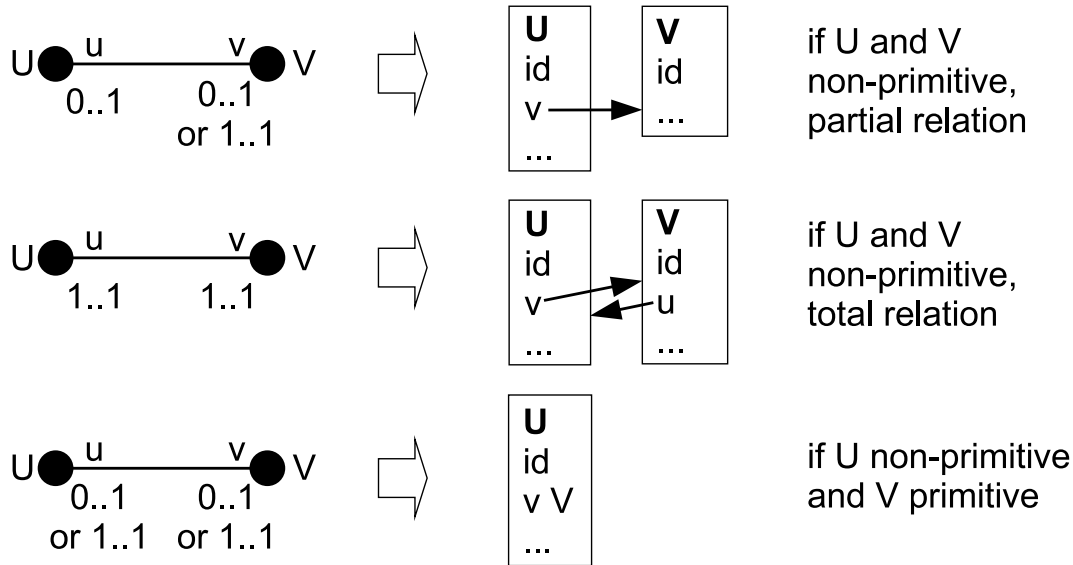 U u v V
0..1 0..1
or 1..1
U
id
v
...
V
id
...
if U and V
non-primitive,
partial relation
U u v V
1..1 1..1
U
id
v
...
V
id
u
...
if U and V
non-primitive,
total relation
U u v V
0..1 0..1
or 1..1 or 1..1
U
id
v V
...
if U non-primitive
and V primitive